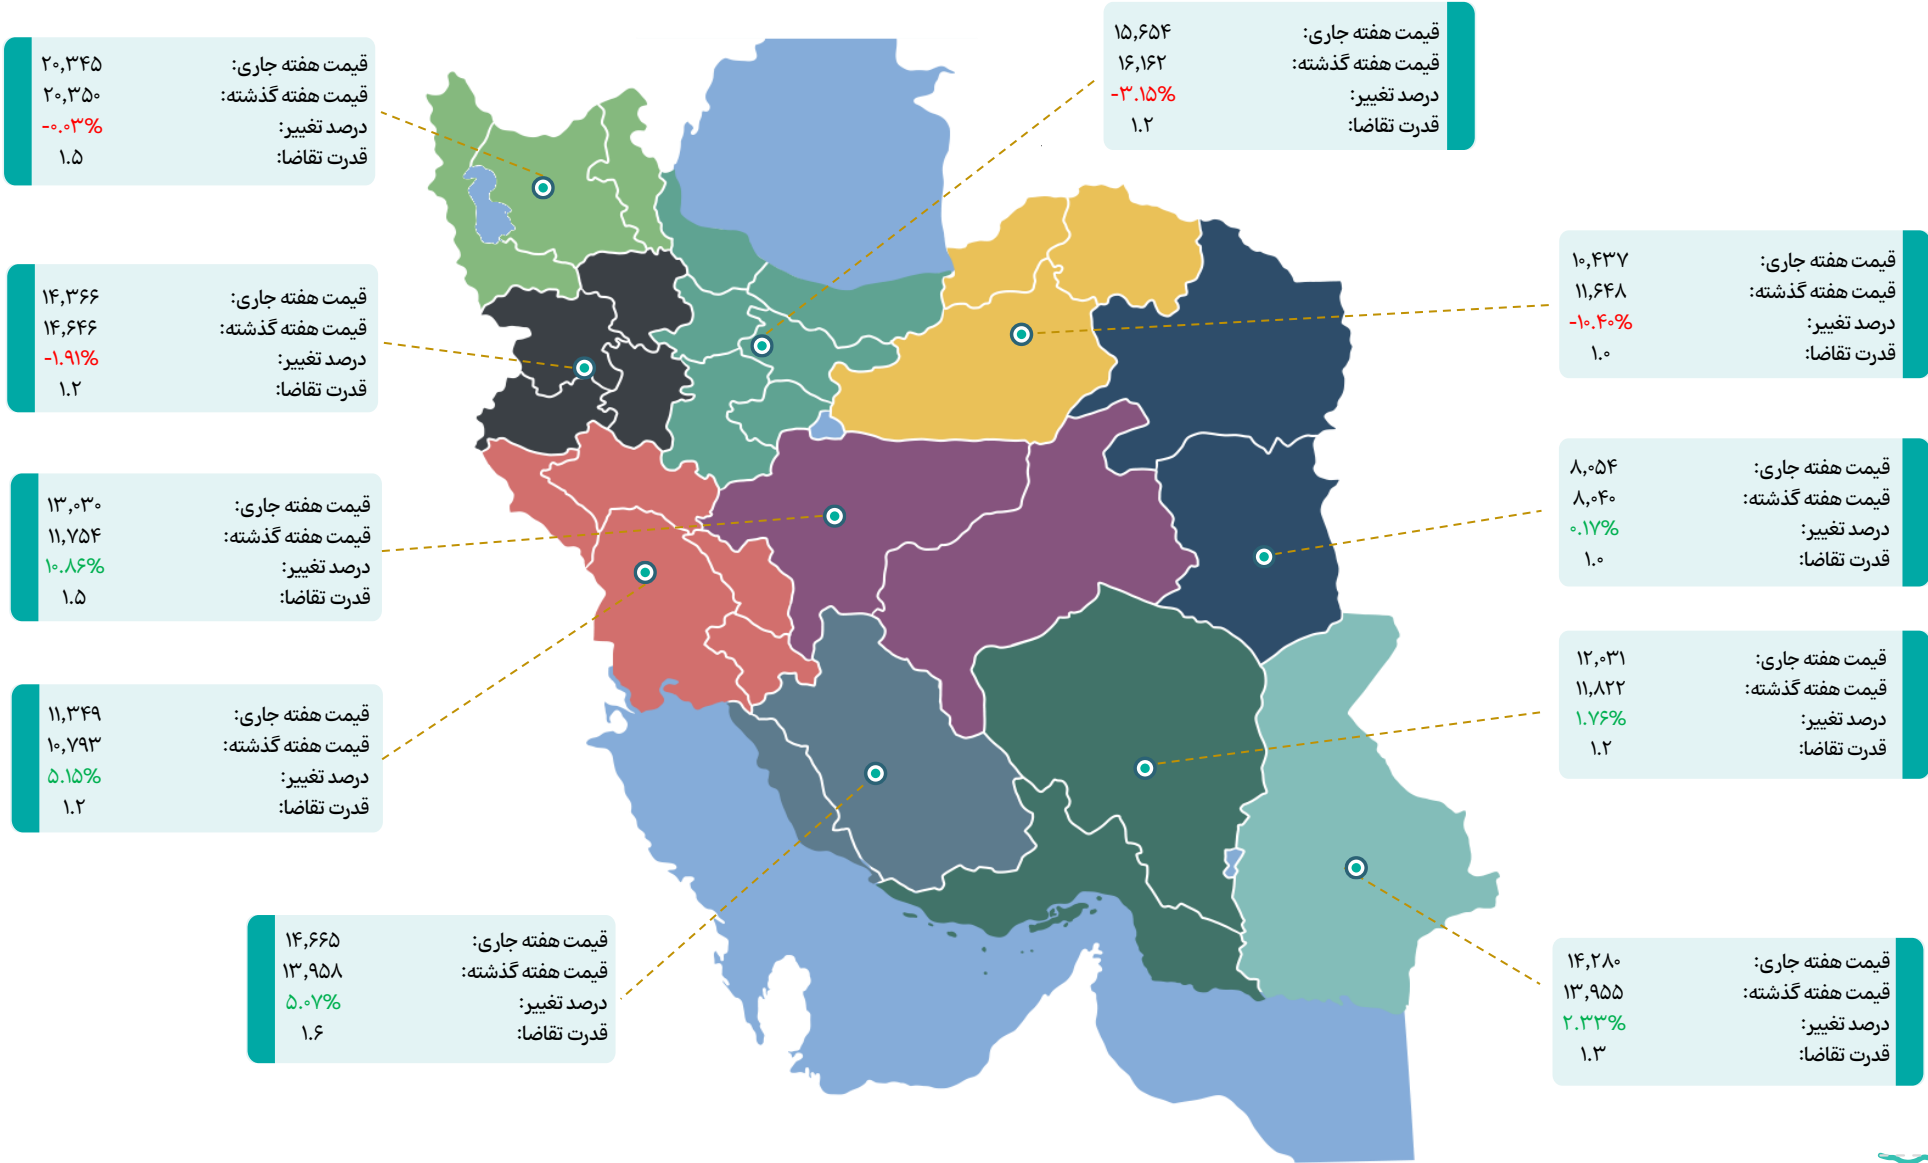 قیمت هفته جاری: ۱۵,۶۵۴
قیمت هفته گذشته: ۱۶,۱۶۲
درصد تغییر: -۳.۱۵%
قدرت تقاضا: ۱.۲
قیمت هفته جاری: ۲۰,۳۴۵
قیمت هفته گذشته: ۲۰,۳۵۰
درصد تغییر: -۰.۰۳%
قدرت تقاضا: ۱.۵
قیمت هفته جاری: ۱۰,۴۳۷
قیمت هفته گذشته: ۱۱,۶۴۸
درصد تغییر: -۱۰.۴۰%
قدرت تقاضا: ۱.۰
قیمت هفته جاری: ۱۴,۳۶۶
قیمت هفته گذشته: ۱۴,۶۴۶
درصد تغییر: -۱.۹۱%
قدرت تقاضا: ۱.۲
قیمت هفته جاری: ۸,۰۵۴
قیمت هفته گذشته: ۸,۰۴۰
درصد تغییر: ۰.۱۷%
قدرت تقاضا: ۱.۰
قیمت هفته جاری: ۱۳,۰۳۰
قیمت هفته گذشته: ۱۱,۷۵۴
درصد تغییر: ۱۰.۸۶%
قدرت تقاضا: ۱.۵
قیمت هفته جاری: ۱۲,۰۳۱
قیمت هفته گذشته: ۱۱,۸۲۲
درصد تغییر: ۱.۷۶%
قدرت تقاضا: ۱.۲
قیمت هفته جاری: ۱۱,۳۴۹
قیمت هفته گذشته: ۱۰,۷۹۳
درصد تغییر: ۵.۱۵%
قدرت تقاضا: ۱.۲
قیمت هفته جاری: ۱۴,۶۶۵
قیمت هفته گذشته: ۱۳,۹۵۸
درصد تغییر: ۵.۰۷%
قدرت تقاضا: ۱.۶
قیمت هفته جاری: ۱۴,۲۸۰
قیمت هفته گذشته: ۱۳,۹۵۵
درصد تغییر: ۲.۳۳%
قدرت تقاضا: ۱.۳